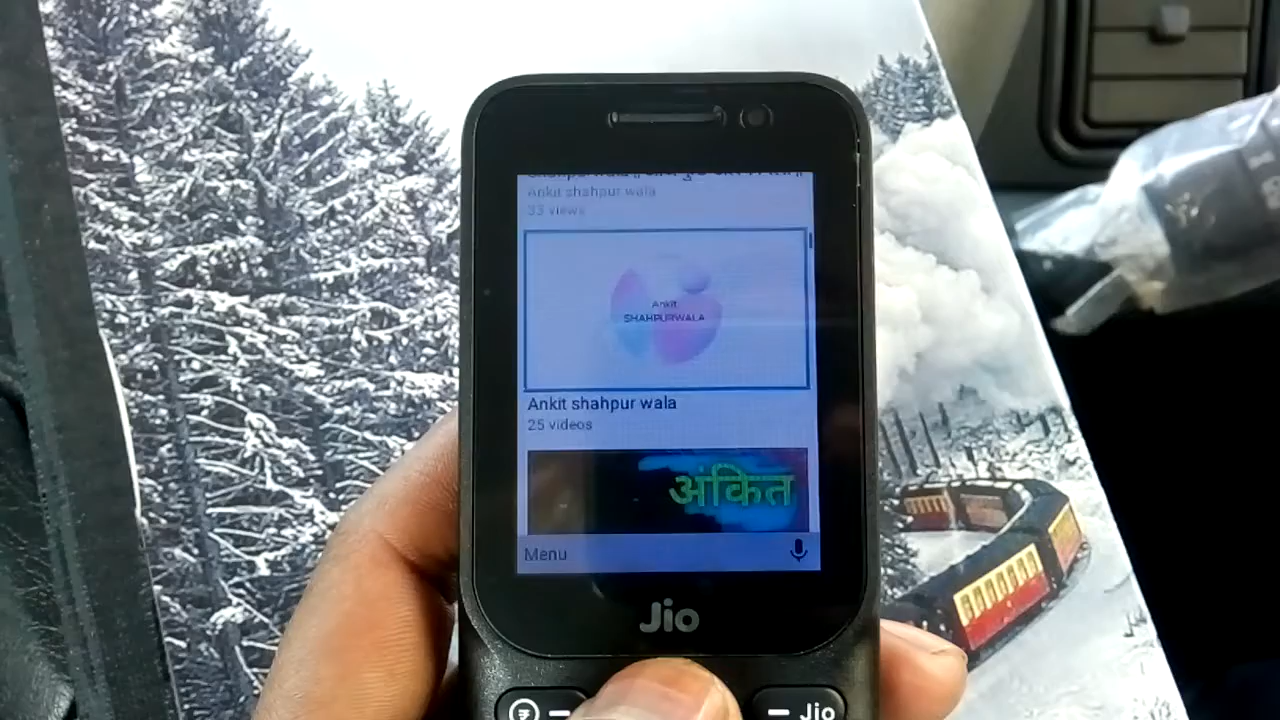 Ankit shahpur wala
33 views
Ankit
SHAHPURWALA
Ankit shahpur wala
25 videos
अंकित
Menu
Jio
₹
Jio